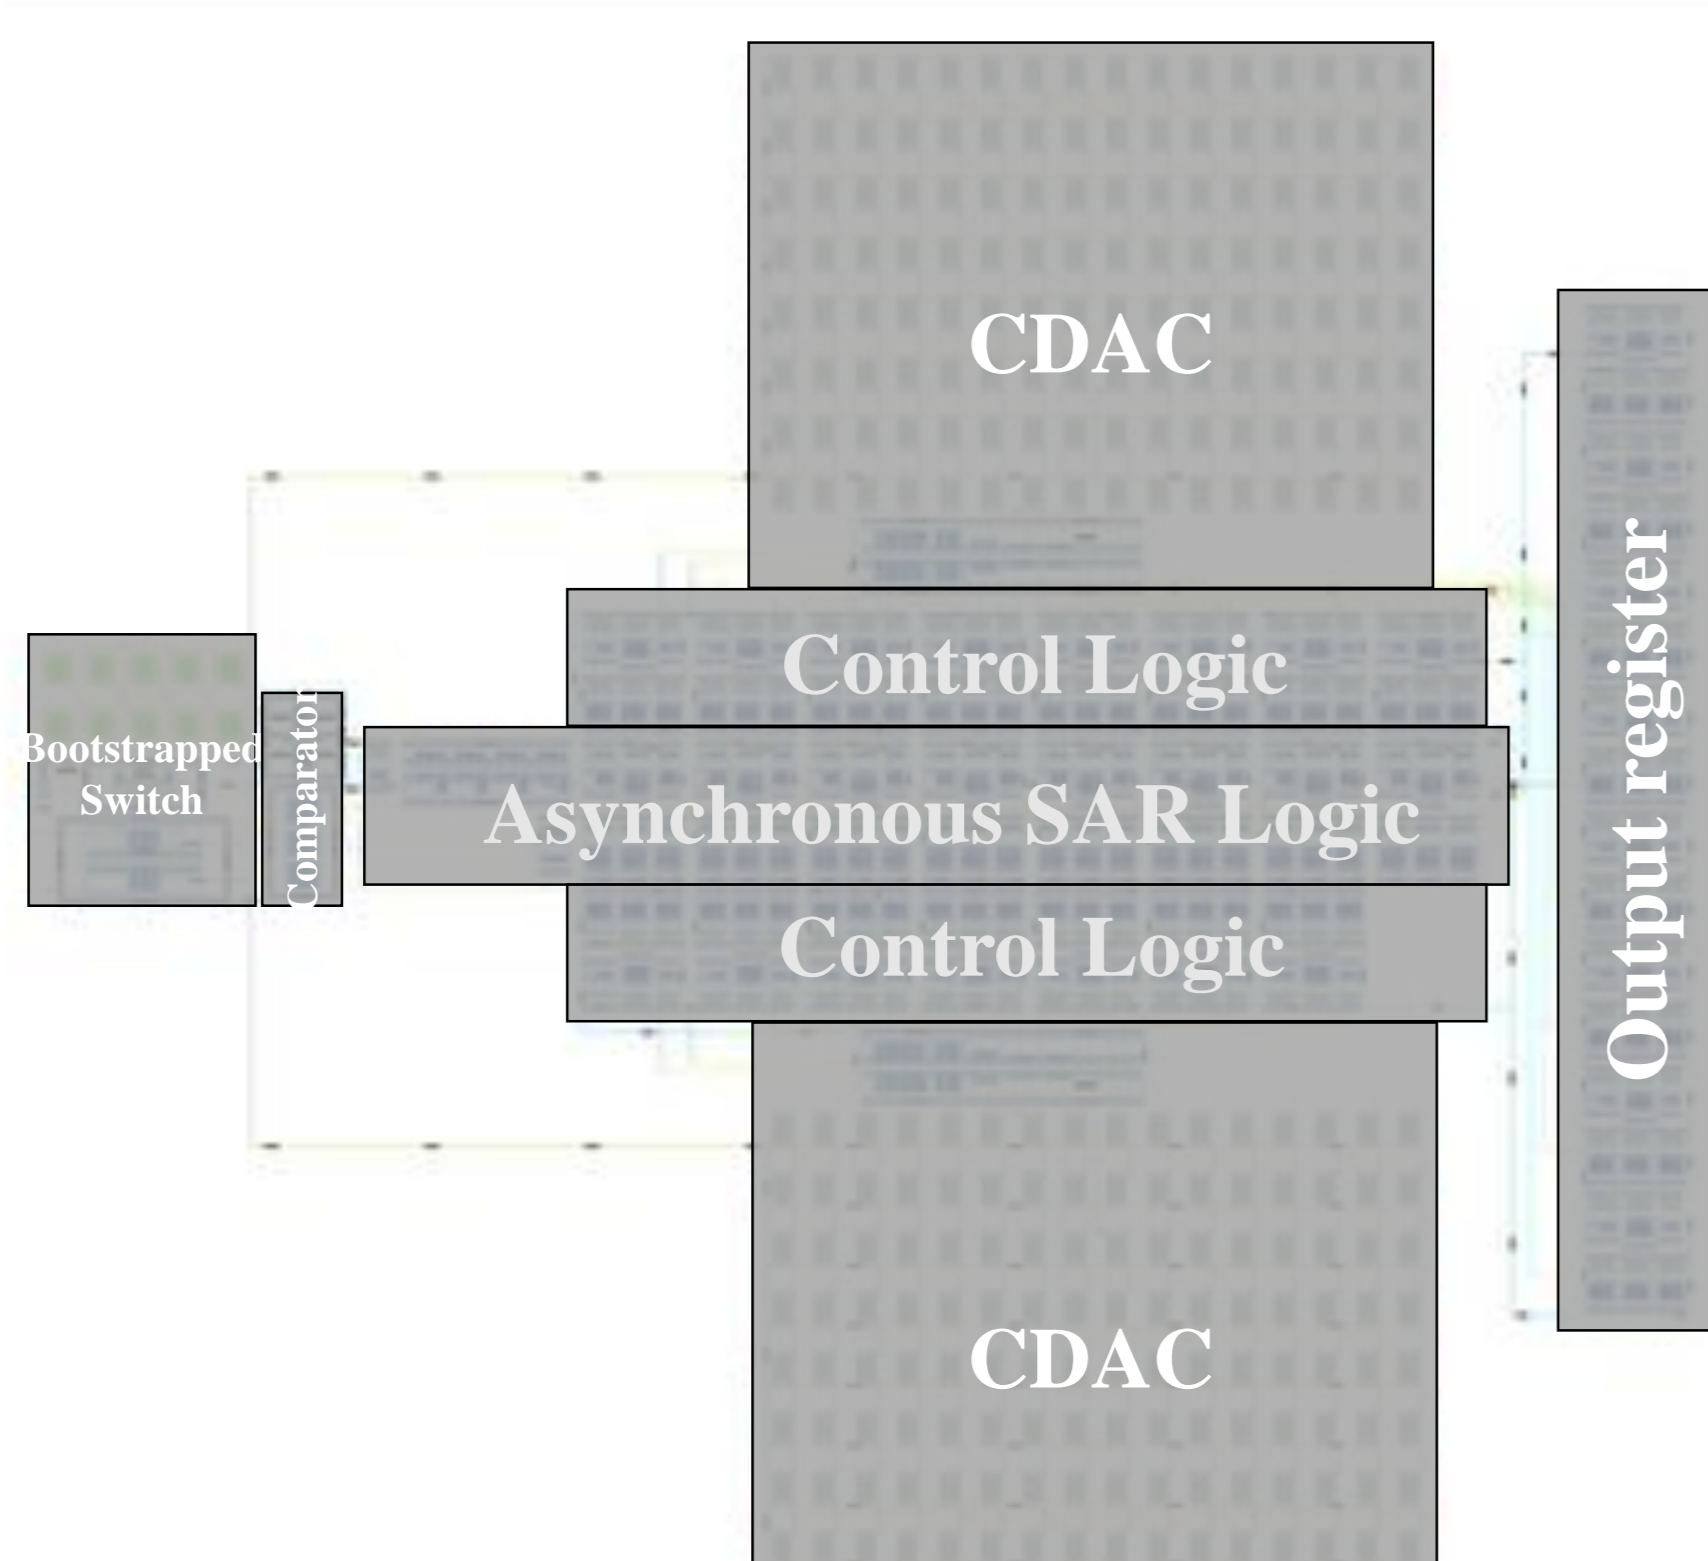 CDAC
Control Logic
Bootstrapped
Switch
Comparator
Asynchronous SAR Logic
Control Logic
CDAC
Output register